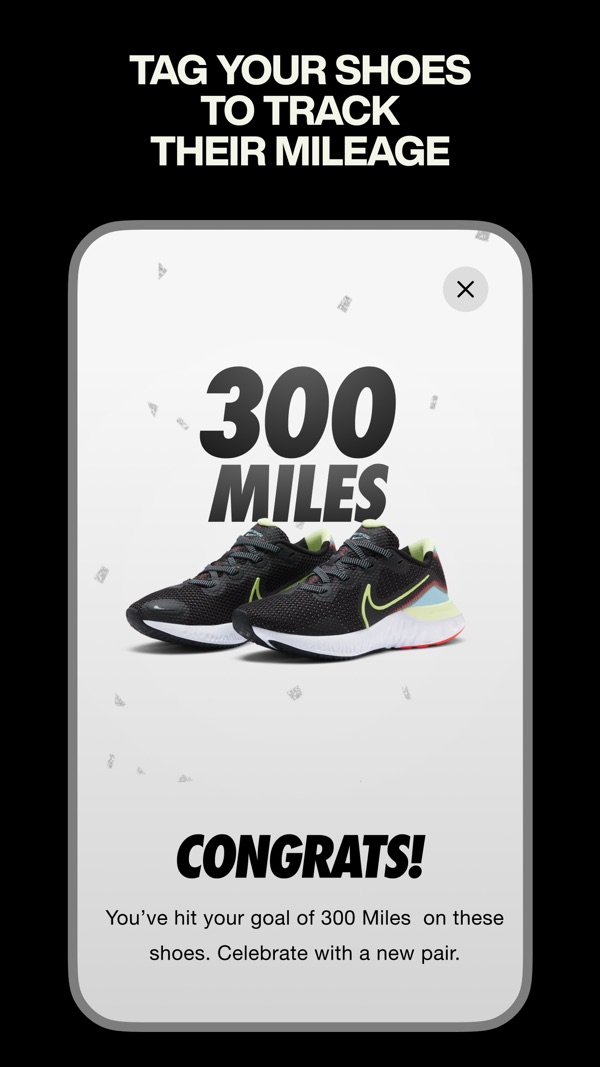 TAG YOUR SHOES
TO TRACK
THEIR MILEAGE
300
MILES
CONGRATS!
You’ve hit your goal of 300 Miles  on these
shoes. Celebrate with a new pair.